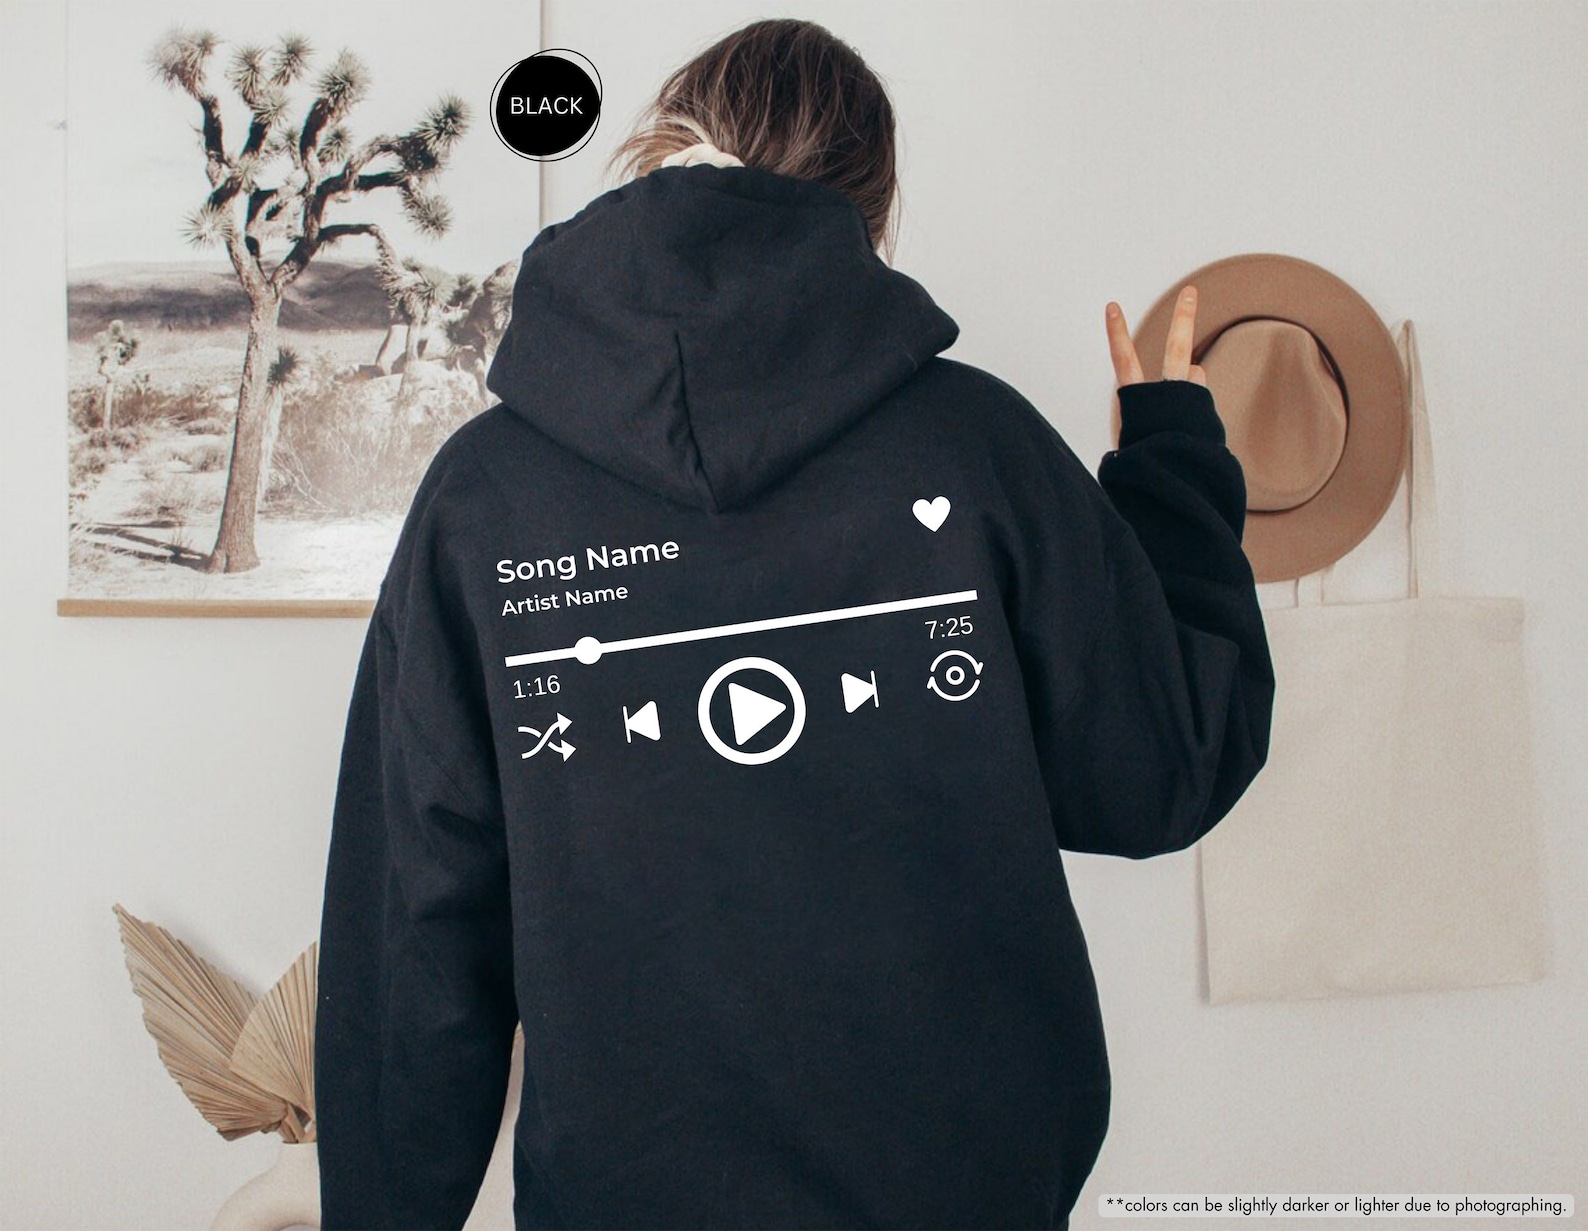 BLACK
Song Name
Artist Name
1:16
7:25
**colors can be slightly darker or lighter due to photographing.